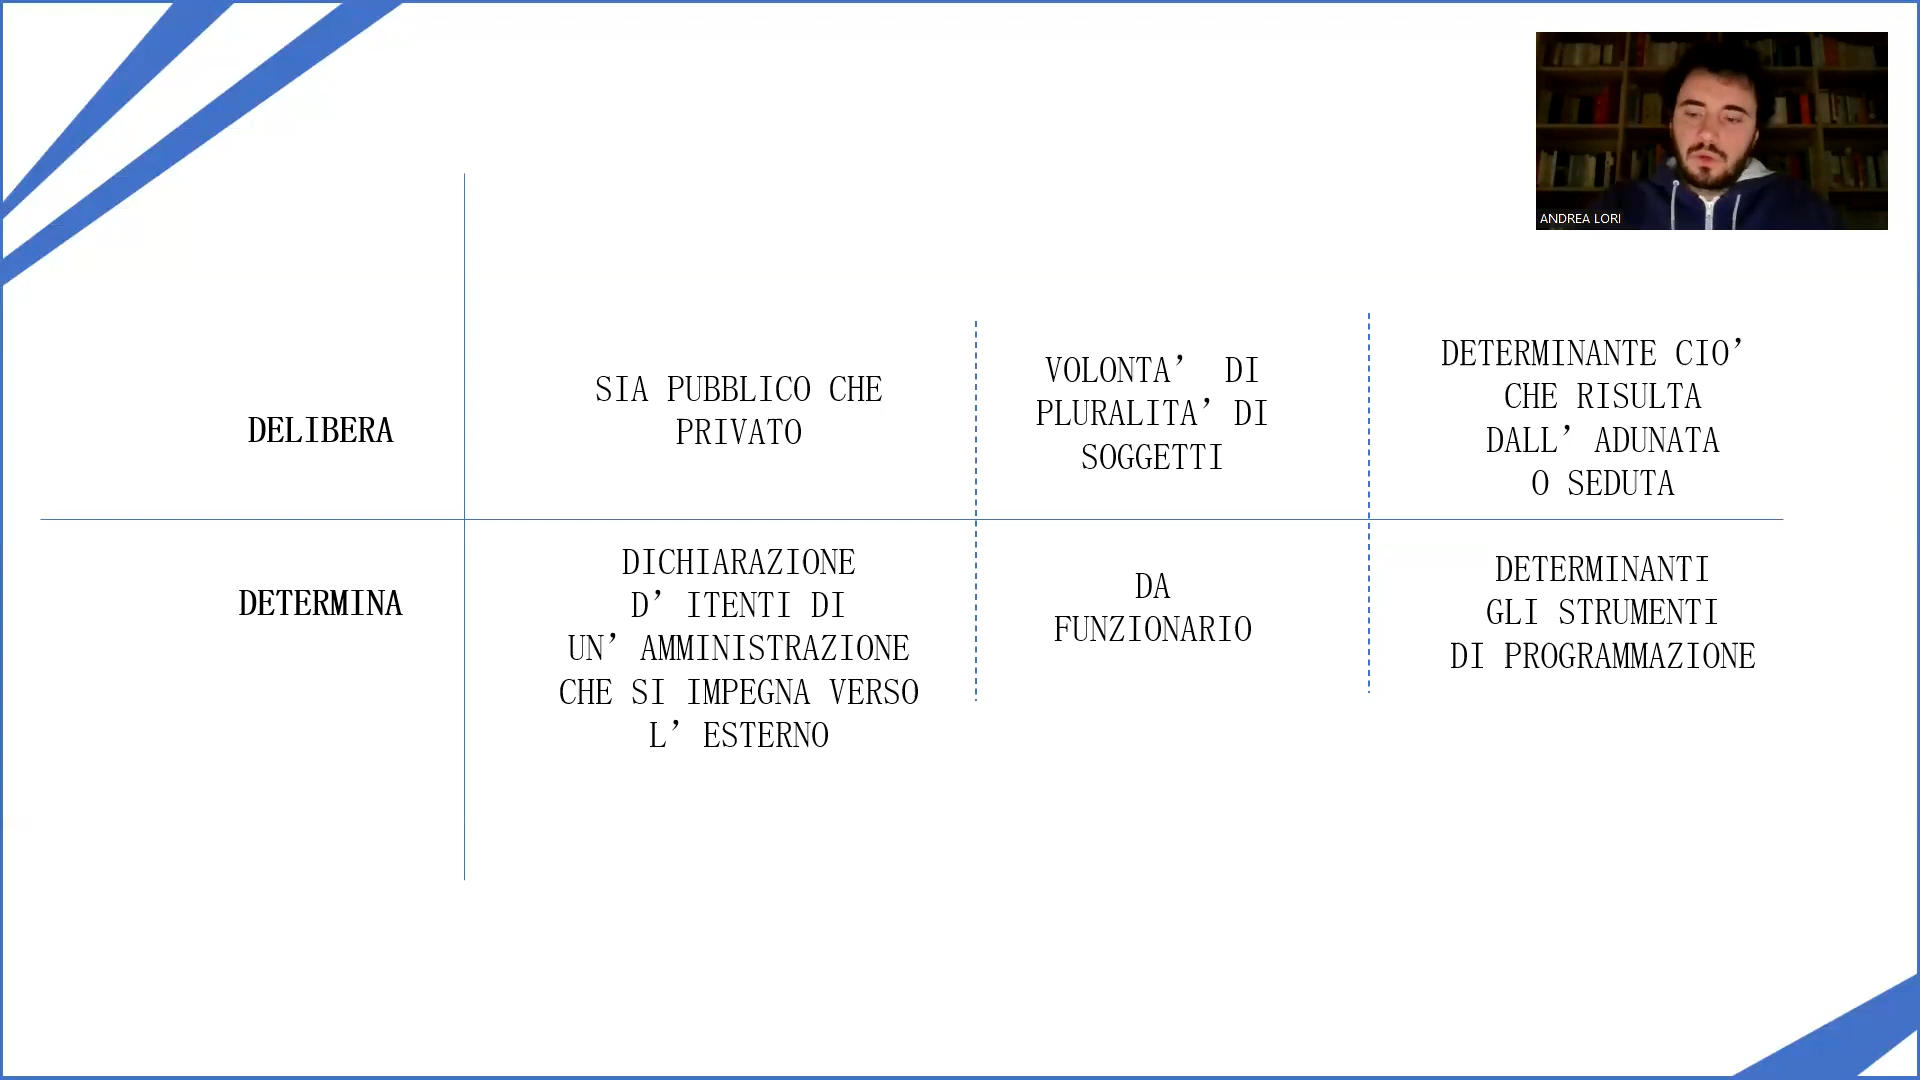 ANDREA LORI
DELIBERA
SIA PUBBLICO CHE
PRIVATO
VOLONTA’ DI
PLURALITA’ DI
SOGGETTI
DETERMINANTE CIO’
CHE RISULTA
DALL’ ADUNATA
O SEDUTA
DETERMINA
DICHIARAZIONE
D’ ITENTI DI
UN’ AMMINISTRAZIONE
CHE SI IMPEGNA VERSO
L’ ESTERNO
DA
FUNZIONARIO
DETERMINANTI
GLI STRUMENTI
DI PROGRAMMAZIONE